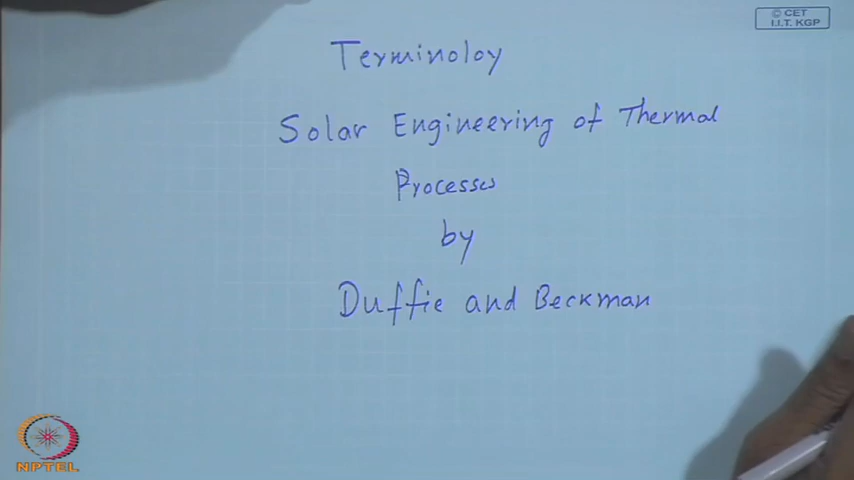 © CET
I.I.T. KGP
Terminoloy
Solar Engineering of Thermal
Processes
by
Duffie and Beckman
NPTEL